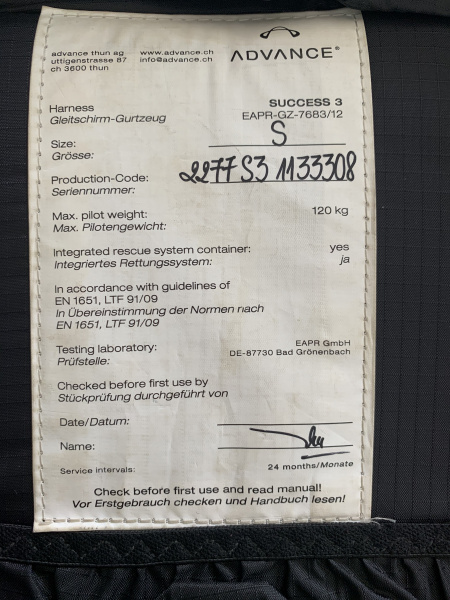 ADVANCE®
advance thun ag www.advance.ch
uttigenstrasse 87 info@advance.ch
ch 3600 thun
Harness SUCCESS 3
Gleitschirm-Gurtzeug EAPR-GZ-7683/12
Size: S
Grösse:
Production-Code: 2277 S3 1133308
Seriennummer:
Max. pilot weight: 120 kg
Max. Pilotengewicht:
Integrated rescue system container: yes
Integriertes Rettungssystem: ja
In accordance with guidelines of
EN 1651, LTF 91/09
In Übereinstimmung der Normen nach
EN 1651, LTF 91/09
Testing laboratory: EAPR GmbH
Prüfstelle: DE-87730 Bad Grönenbach
Checked before first use by
Stückprüfung durchgeführt von
Date/Datum:
Name:
Service intervals: 24 months/Monate
Check before first use and read manual!
Vor Erstgebrauch checken und Handbuch lesen!